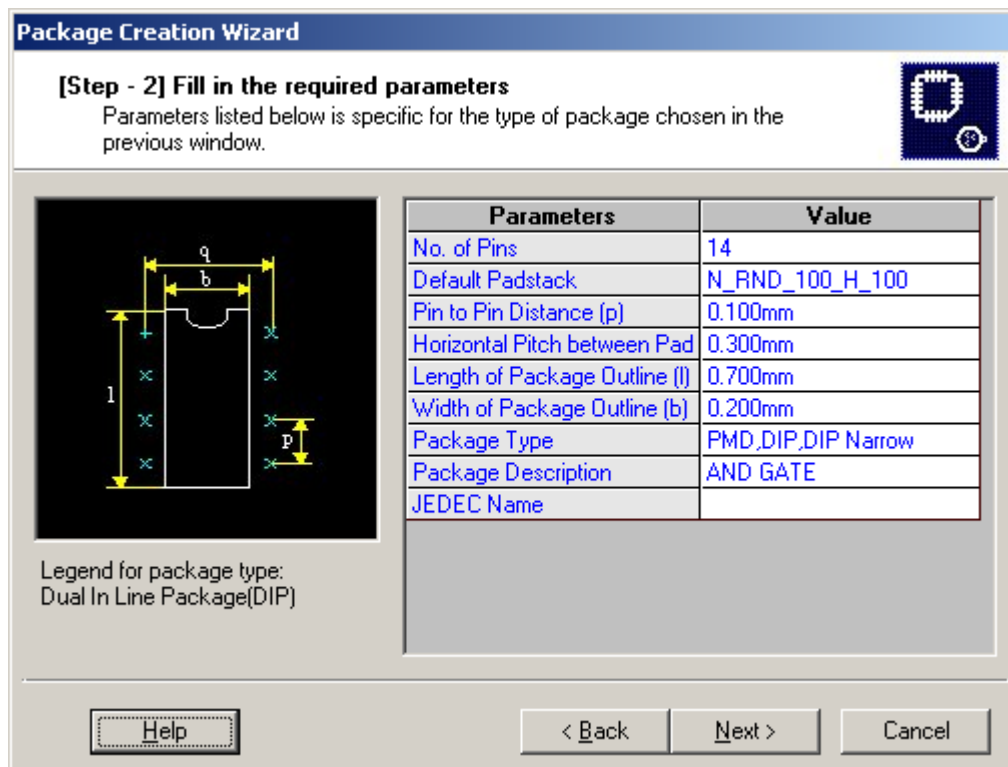 Package Creation Wizard
[Step - 2] Fill in the required parameters
Parameters listed below is specific for the type of package chosen in the
previous window.
q
b
l
p
Legend for package type:
Dual In Line Package(DIP)
Parameters Value
No. of Pins 14
Default Padstack N_RND_100_H_100
Pin to Pin Distance (p) 0.100mm
Horizontal Pitch between Pad 0.300mm
Length of Package Outline (l) 0.700mm
Width of Package Outline (b) 0.200mm
Package Type PMD,DIP,DIP Narrow
Package Description AND GATE
JEDEC Name
Help < Back Next > Cancel